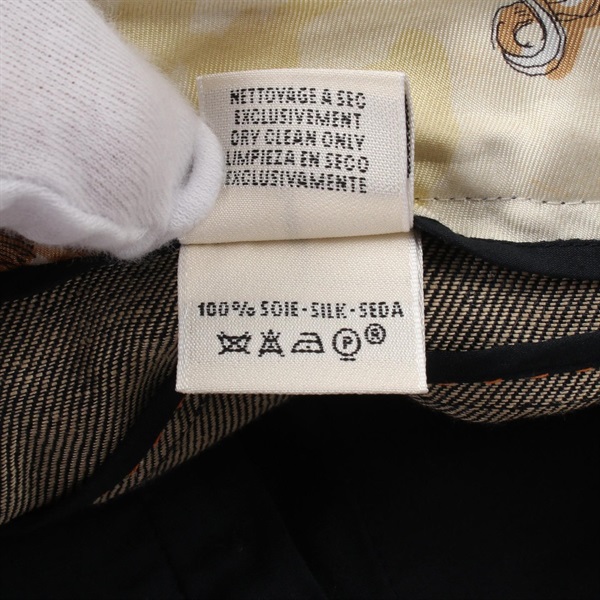 NETTOYAGE A SEC
EXCLUSIVEMENT
DRY CLEAN ONLY
LIMPIEZA EN SECO
EXCLUSIVAMENTE
100% SOIE - SILK - SEDA
P ®